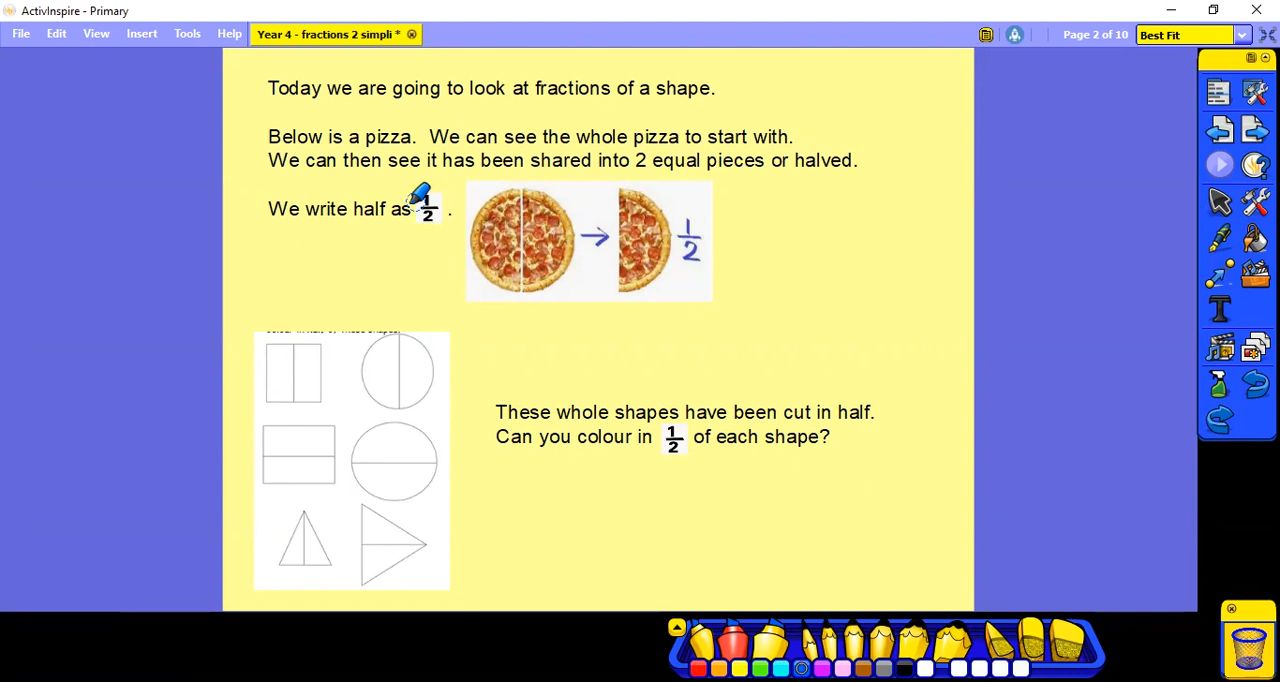 ActivInspire - Primary
File Edit View Insert Tools Help Year 4 - fractions 2 simpli * Page 2 of 10 Best Fit
Today we are going to look at fractions of a shape.
Below is a pizza. We can see the whole pizza to start with.
We can then see it has been shared into 2 equal pieces or halved.
We write half as 1/2 .
1/2
These whole shapes have been cut in half.
Can you colour in 1/2 of each shape?